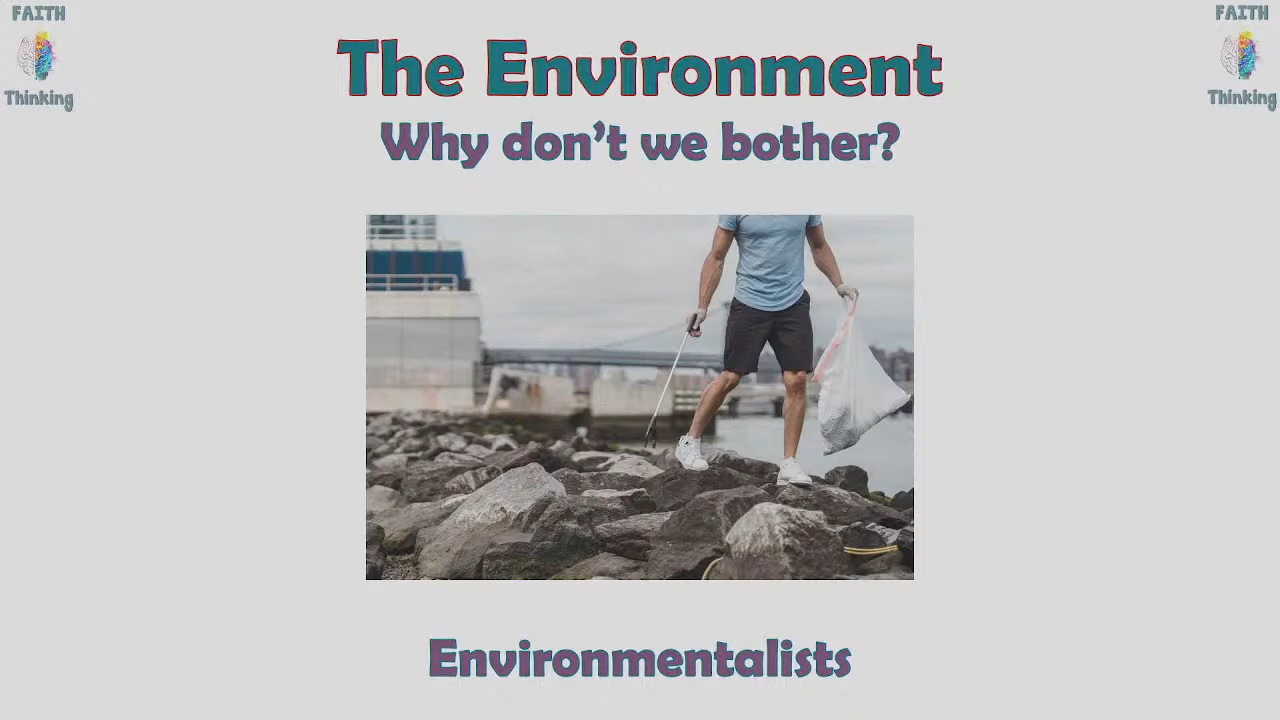 FAITH
Thinking
The Environment
Why don't we bother?
FAITH
Thinking
Environmentalists